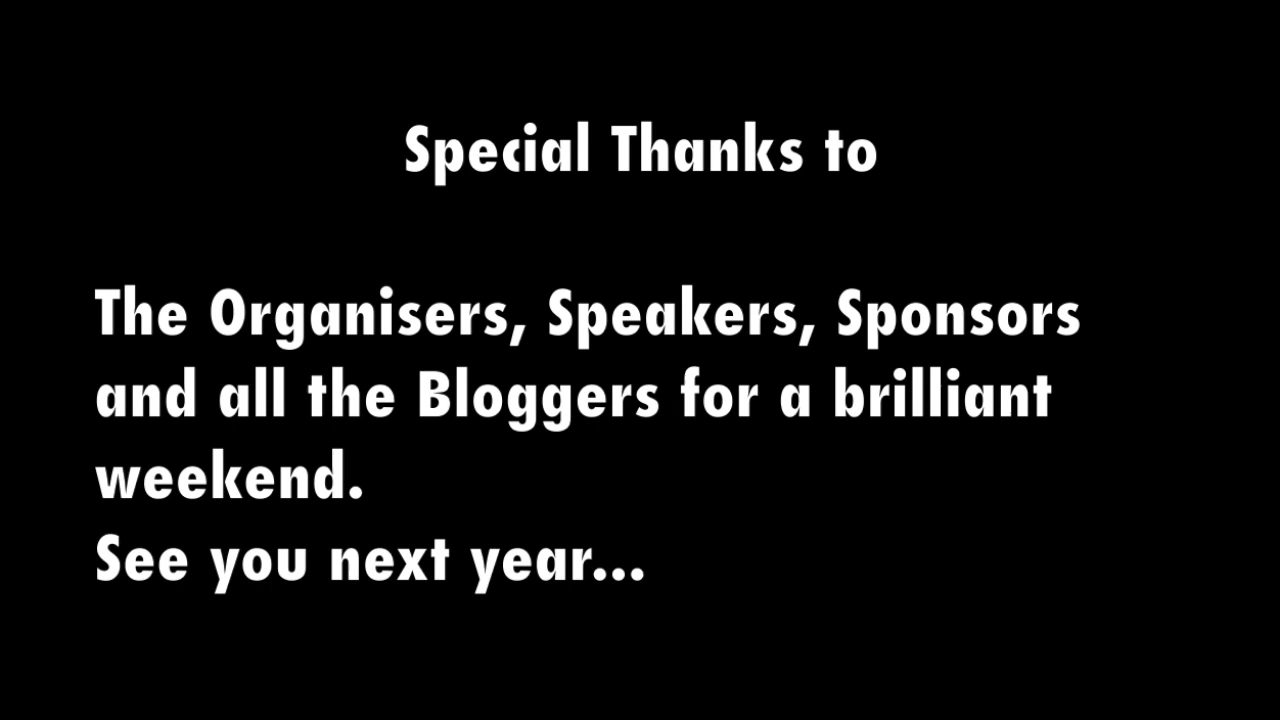 Special Thanks to
The Organisers, Speakers, Sponsors
and all the Bloggers for a brilliant
weekend.
See you next year...